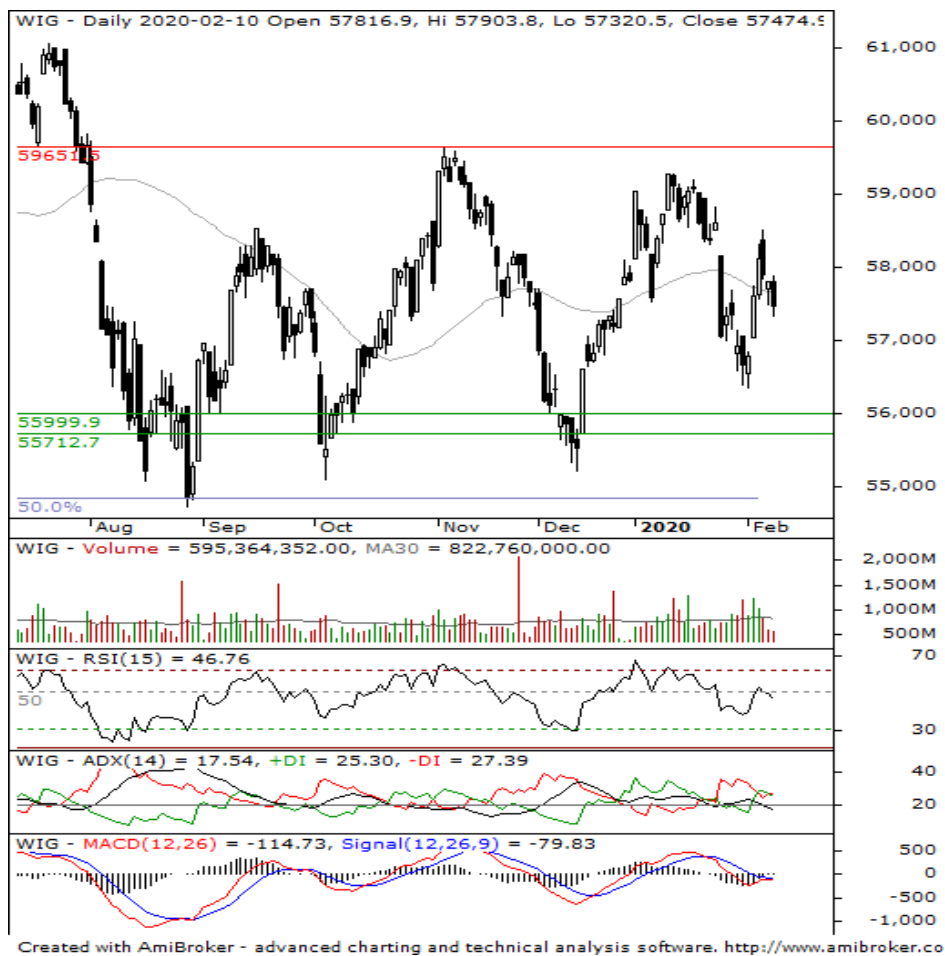 WIG - Daily 2020-02-10 Open 57816.9, Hi 57903.8, Lo 57320.5, Close 57474.9
61,000
60,000
59651.5
59,000
58,000
57,000
56,000
55999.9
55712.7
55,000
50.0%
Aug Sep Oct Nov Dec 2020 Feb
WIG - Volume = 595,364,352.00, MA30 = 822,760,000.00
2,000M
1,500M
1,000M
500M
WIG - RSI(15) = 46.76
70
50
30
WIG - ADX(14) = 17.54, +DI = 25.30, -DI = 27.39
40
20
WIG - MACD(12,26) = -114.73, Signal(12,26,9) = -79.83
500
0
-500
-1,000
Created with AmiBroker - advanced charting and technical analysis software. http://www.amibroker.co